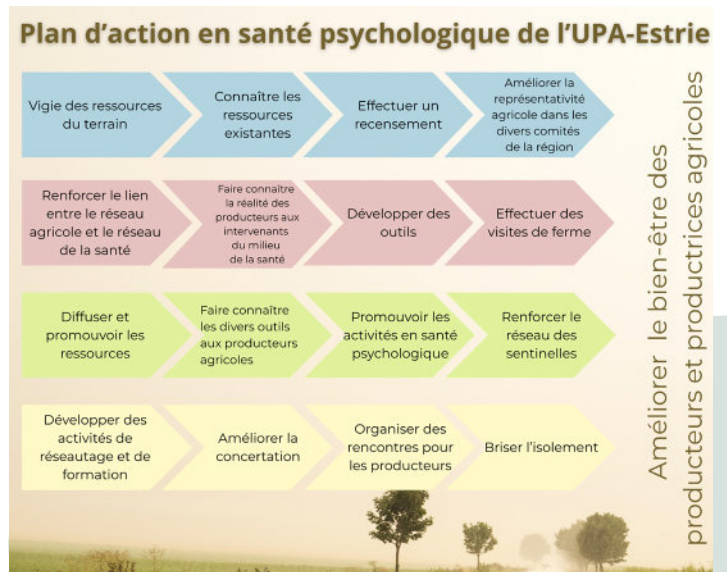 Plan d'action en santé psychologique de l'UPA-Estrie
Vigie des ressources
du terrain
Connaître les
ressources
existantes
Effectuer un
recensement
Améliorer la
représentativité
agricole dans les
divers comités
de la région
Renforcer le lien
entre le réseau
agricole et le réseau
de la santé
Faire connaître
la réalité des
producteurs aux
intervenants
du milieu
de la santé
Développer des
outils
Effectuer des
visites de ferme
Diffuser et
promouvoir les
ressources
Faire connaître
les divers outils
aux producteurs
agricoles
Promouvoir les
activités en santé
psychologique
Renforcer le
réseau des
sentinelles
Développer des
activités de
réseautage et de
formation
Améliorer la
concertation
Organiser des
rencontres pour
les producteurs
Briser l'isolement
Améliorer le bien-être des
producteurs et productrices agricoles